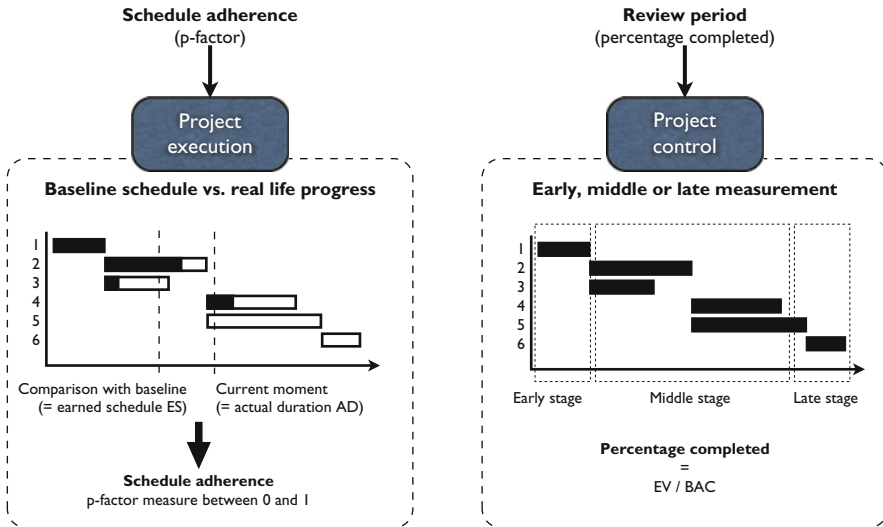 Schedule adherence
(p-factor)
Project
execution
Baseline schedule vs. real life progress
1
2
3
4
5
6
Comparison with baseline
(= earned schedule ES)
Current moment
(= actual duration AD)
Schedule adherence
p-factor measure between 0 and 1
Review period
(percentage completed)
Project
control
Early, middle or late measurement
1
2
3
4
5
6
Early stage
Middle stage
Late stage
Percentage completed
=
EV / BAC